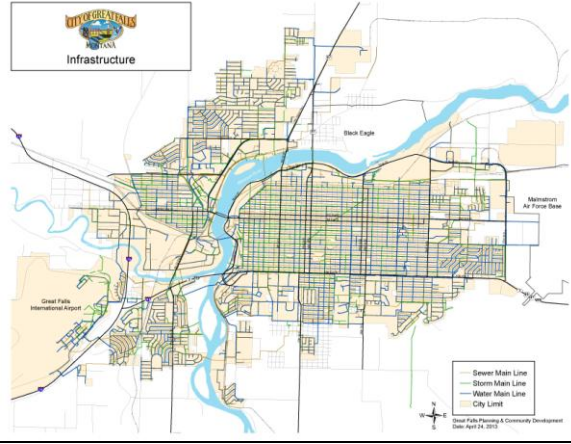 CITY OF GREAT FALLS
MONTANA
Infrastructure
Black Eagle
Malmstrom
Air Force Base
Great Falls
International Airport
Sewer Main Line
Storm Main Line
Water Main Line
City Limit
N
W E
S
Great Falls Planning & Community Development
Date: April 24, 2013